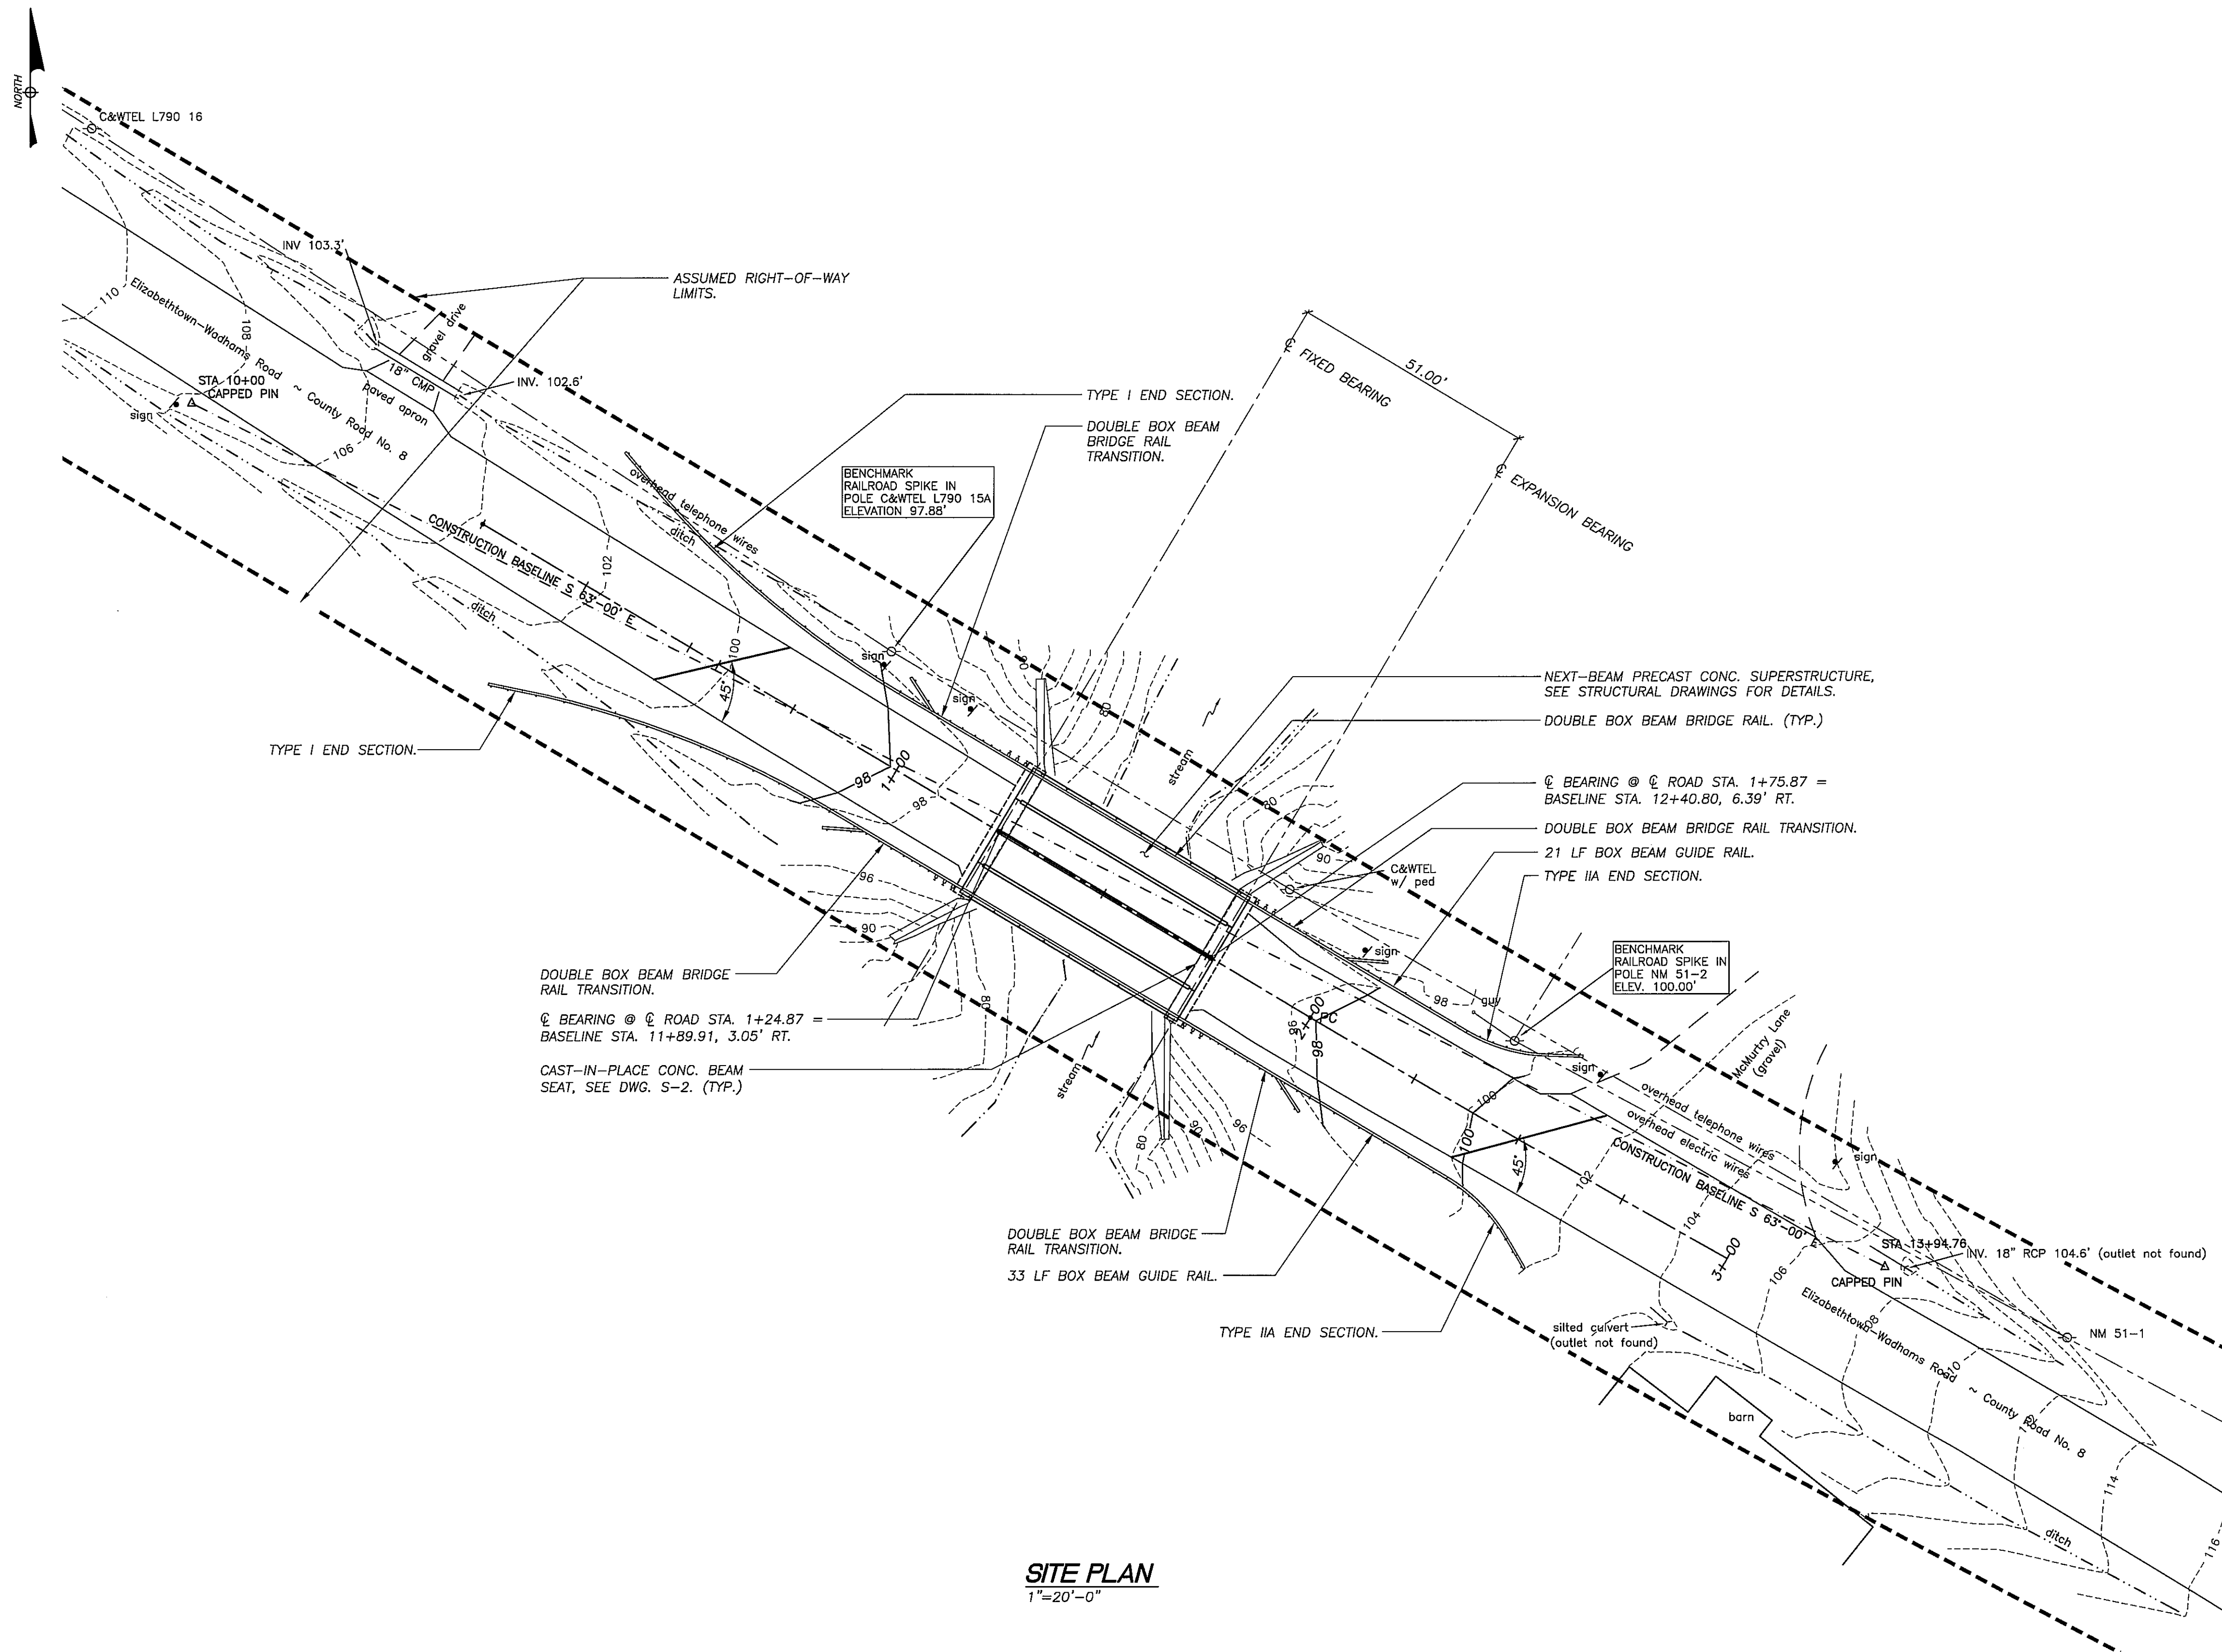 NORTH
C&WTEL L790 16
INV 103.3'
ASSUMED RIGHT-OF-WAY
LIMITS.
110
Elizabethtown-Wadhams Road ~ County Road No. 8
108
gravel drive
18" CMP
INV. 102.6'
paved apron
STA 10+00
CAPPED PIN
sign
106
51.00'
℄ FIXED BEARING
℄ EXPANSION BEARING
TYPE I END SECTION.
DOUBLE BOX BEAM
BRIDGE RAIL
TRANSITION.
BENCHMARK
RAILROAD SPIKE IN
POLE C&WTEL L790 15A
ELEVATION 97.88'
overhead telephone wires
ditch
CONSTRUCTION BASELINE S 63°-00' E
102
ditch
100
45°
sign
sign
90
80
stream
NEXT-BEAM PRECAST CONC. SUPERSTRUCTURE,
SEE STRUCTURAL DRAWINGS FOR DETAILS.
DOUBLE BOX BEAM BRIDGE RAIL. (TYP.)
TYPE I END SECTION.
98
1+00
98
80
℄ BEARING @ ℄ ROAD STA. 1+75.87 =
BASELINE STA. 12+40.80, 6.39' RT.
DOUBLE BOX BEAM BRIDGE RAIL TRANSITION.
21 LF BOX BEAM GUIDE RAIL.
TYPE IIA END SECTION.
96
90
90
C&WTEL
w/ ped
sign
BENCHMARK
RAILROAD SPIKE IN
POLE NM 51-2
ELEV. 100.00'
DOUBLE BOX BEAM BRIDGE
RAIL TRANSITION.
℄ BEARING @ ℄ ROAD STA. 1+24.87 =
BASELINE STA. 11+89.91, 3.05' RT.
CAST-IN-PLACE CONC. BEAM
SEAT, SEE DWG. S-2. (TYP.)
80
stream
98
guy
2+00
PC
98
98
sign
McMurtry Lane
(gravel)
100
100
80
90
96
45°
102
overhead telephone wires
overhead electric wires
CONSTRUCTION BASELINE S 63°-00' E
sign
DOUBLE BOX BEAM BRIDGE
RAIL TRANSITION.
33 LF BOX BEAM GUIDE RAIL.
TYPE IIA END SECTION.
104
3+00
106
STA 13+94.76
CAPPED PIN
INV. 18" RCP 104.6' (outlet not found)
silted culvert
(outlet not found)
NM 51-1
108
Elizabethtown-Wadhams Road ~ County Road No. 8
110
112
114
116
barn
ditch
SITE PLAN
1"=20'-0"